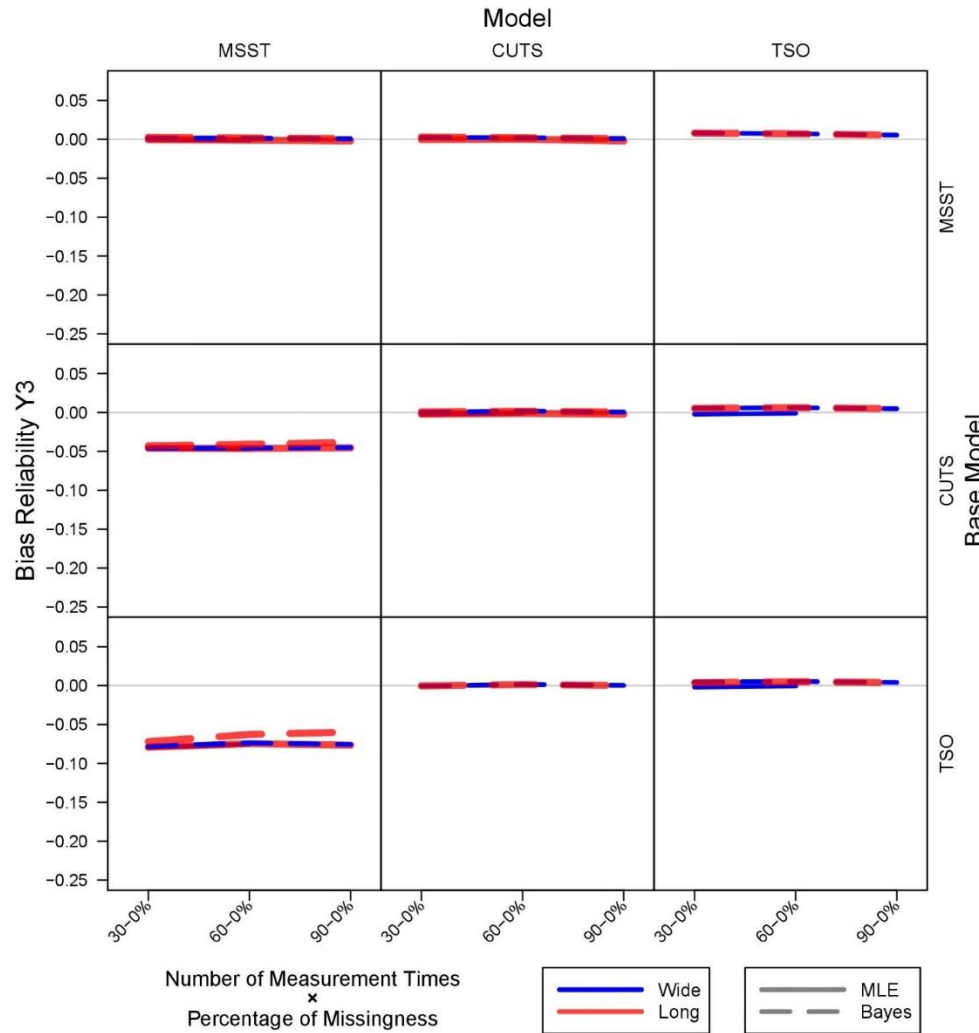 Model
MSST CUTS TSO
0.05
0.00
−0.05
−0.10
−0.15
−0.20
−0.25
MSST
0.05
0.00
−0.05
−0.10
−0.15
−0.20
−0.25
CUTS
0.05
0.00
−0.05
−0.10
−0.15
−0.20
−0.25
TSO
Bias Reliability Y3
Base Model
30−0% 60−0% 90−0% 30−0% 60−0% 90−0% 30−0% 60−0% 90−0%
Number of Measurement Times
×
Percentage of Missingness
Wide
Long
MLE
Bayes